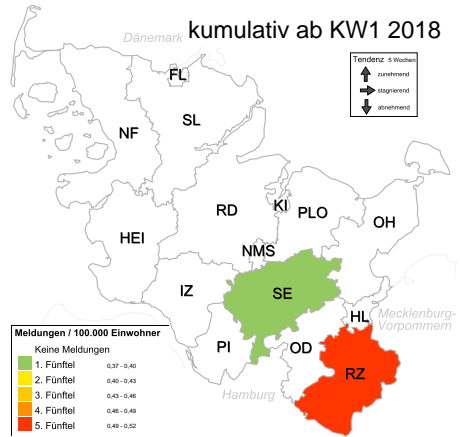 kumulativ ab KW1 2018
Dänemark
Tendenz 5 Wochen
zunehmend
stagnierend
abnehmend
FL
NF
SL
RD
KI
PLO
OH
HEI
NMS
IZ
SE
HL
Mecklenburg-
Vorpommern
PI
OD
RZ
Hamburg
Meldungen / 100.000 Einwohner
Keine Meldungen
1. Fünftel 0,37 - 0,40
2. Fünftel 0,40 - 0,43
3. Fünftel 0,43 - 0,46
4. Fünftel 0,46 - 0,49
5. Fünftel 0,49 - 0,52